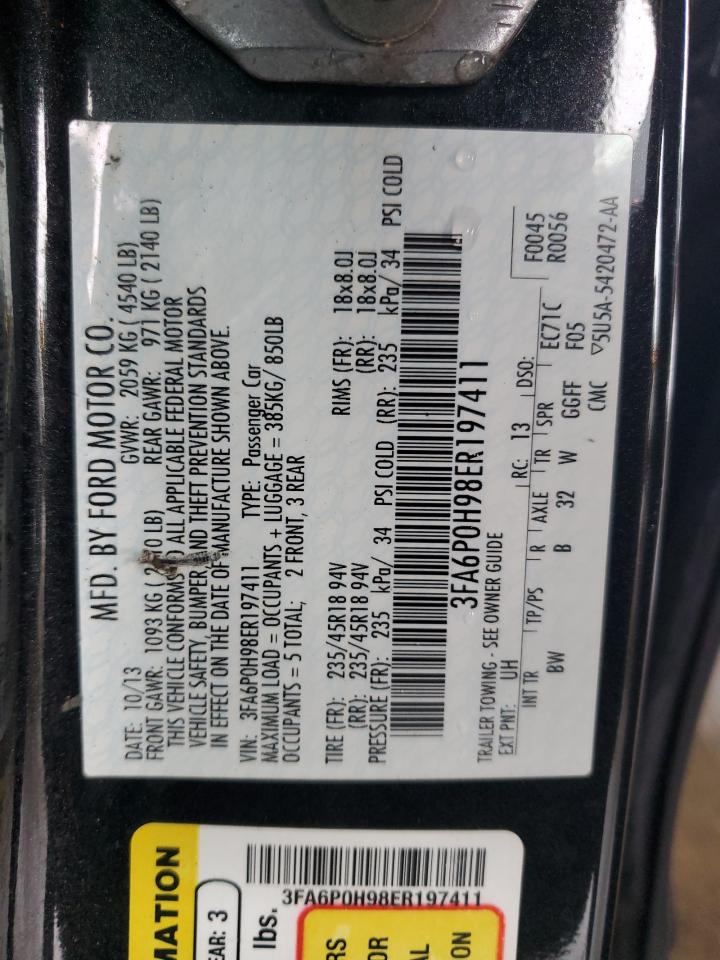 MFD. BY FORD MOTOR CO.
DATE: 10/13 GVWR: 2059 KG ( 4540 LB)
FRONT GAWR: 1093 KG ( LB) REAR GAWR: 971 KG ( 2140 LB)
THIS VEHICLE CONFORMS TO ALL APPLICABLE FEDERAL MOTOR
VEHICLE SAFETY, BUMPER AND THEFT PREVENTION STANDARDS
IN EFFECT ON THE DATE OF MANUFACTURE SHOWN ABOVE.
VIN: 3FA6P0H98ER197411 TYPE: Passenger Car
MAXIMUM LOAD = OCCUPANTS + LUGGAGE = 385KG/ 850LB
OCCUPANTS = 5 TOTAL; 2 FRONT, 3 REAR
TIRE (FR): 235/45R18 94V RIMS (FR): 18x8.0J
(RR): 235/45R18 94V (RR): 18x8.0J
PRESSURE (FR): 235 kPa/ 34 PSI COLD (RR): 235 kPa/ 34 PSI COLD
3FA6P0H98ER197411
TRAILER TOWING - SEE OWNER GUIDE
EXT PNT: UH RC: 13 DSO: F0045
R0056
INT TR TP/PS R AXLE TR SPR EC71C
BW B 32 W GGFF F05
CMC ▽5U5A-5420472-AA
MATION
EAR: 3
lbs.
3FA6P0H98ER197411
RS
OR
AL
ON